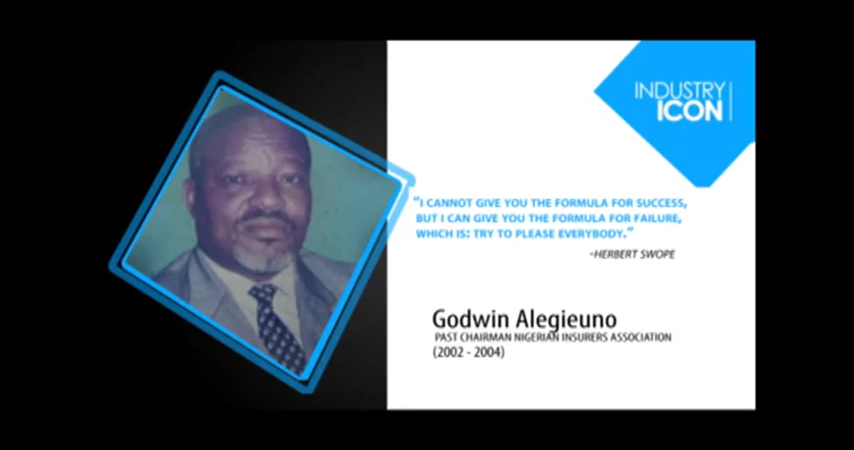 INDUSTRY
ICON
“I CANNOT GIVE YOU THE FORMULA FOR SUCCESS,
BUT I CAN GIVE YOU THE FORMULA FOR FAILURE,
WHICH IS: TRY TO PLEASE EVERYBODY.”
-HERBERT SWOPE
Godwin Alegieuno
PAST CHAIRMAN NIGERIAN INSURERS ASSOCIATION
(2002 - 2004)